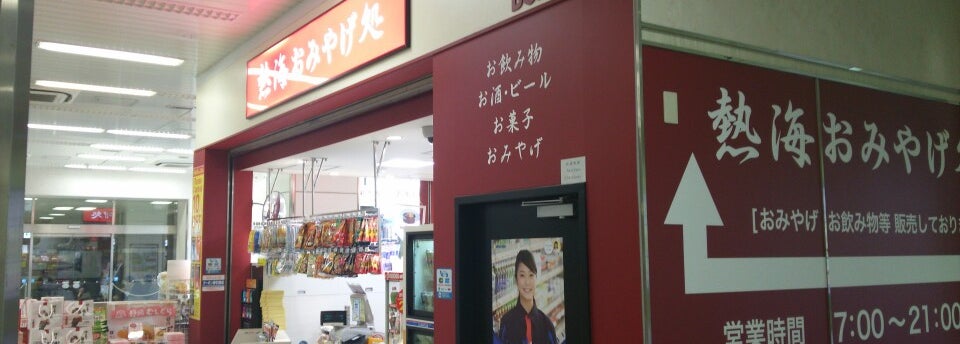 熱海おみやげ処
お飲み物
お酒・ビール
お菓子
おみやげ
熱海おみやげ処
[おみやげ お飲み物等 販売しており
営業時間 7:00～21:00